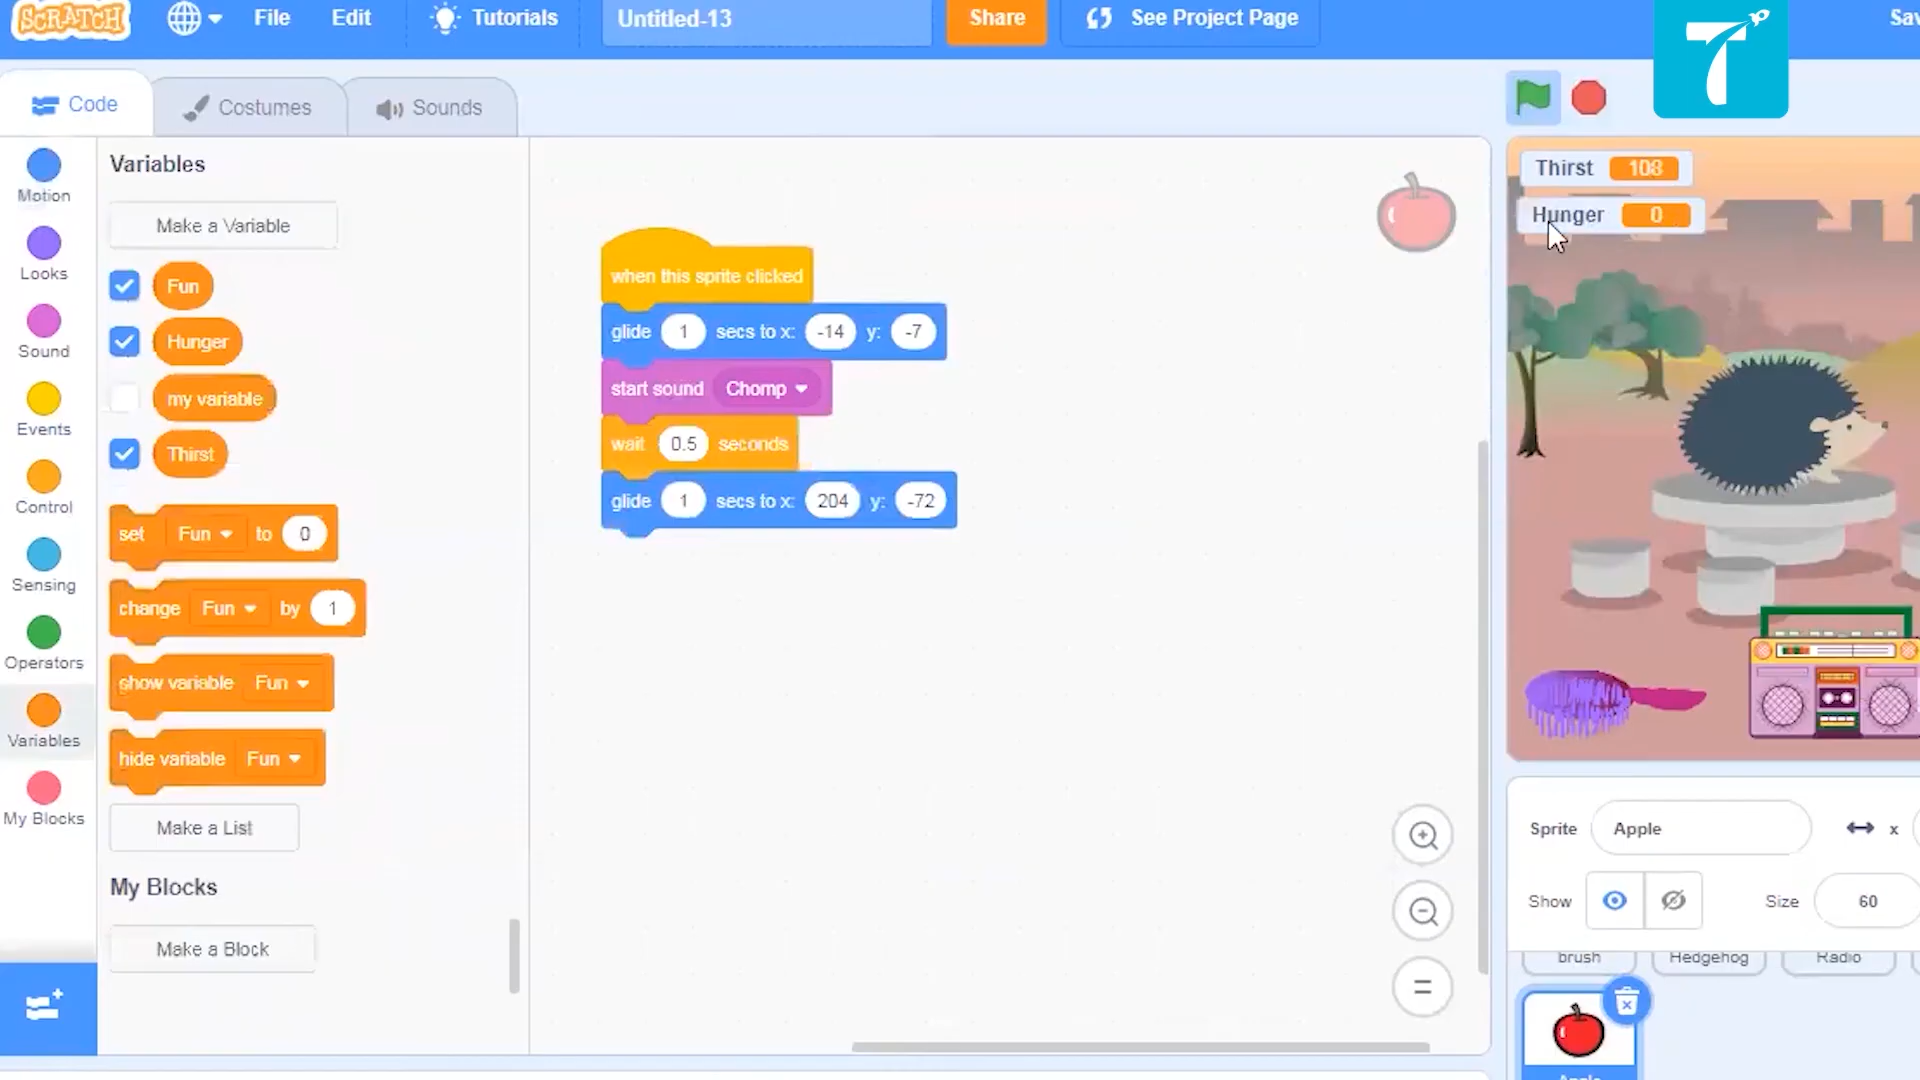 SCRATCH
File
Edit
Tutorials
Untitled-13
Share
See Project Page
Code
Costumes
Sounds
Motion
Looks
Sound
Events
Control
Sensing
Operators
Variables
My Blocks
Variables
Make a Variable
Fun
Hunger
my variable
Thirst
set Fun to 0
change Fun by 1
show variable Fun
hide variable Fun
Make a List
My Blocks
Make a Block
when this sprite clicked
glide 1 secs to x: -14 y: -7
start sound Chomp
wait 0.5 seconds
glide 1 secs to x: 204 y: -72
Thirst 108
Hunger 0
Sprite Apple x
Show Size 60
brush Hedgehog Radio
Apple